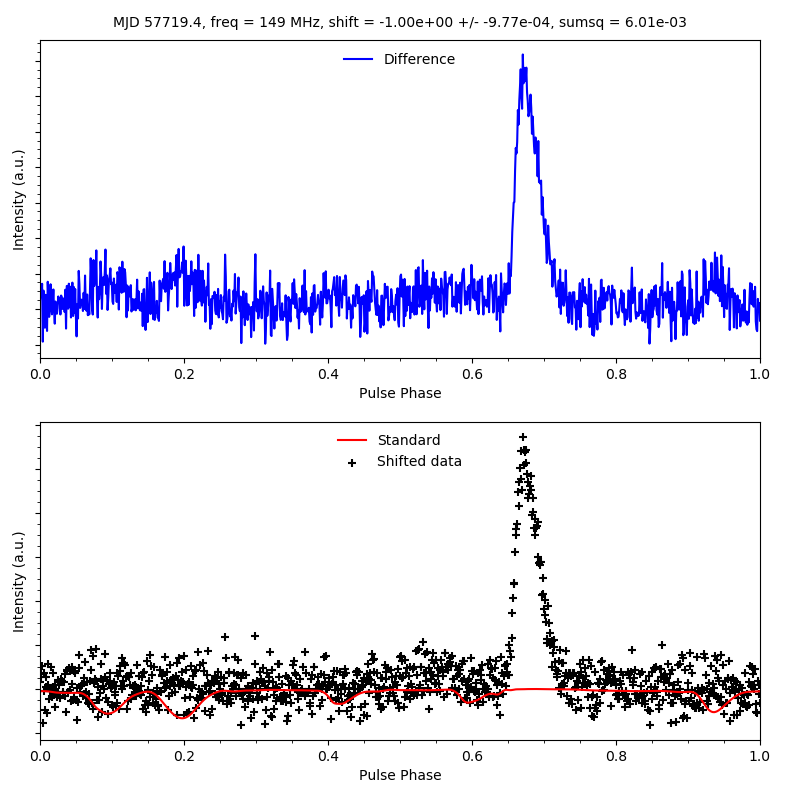 MJD 57719.4, freq = 149 MHz, shift = -1.00e+00 +/- -9.77e-04, sumsq = 6.01e-03
Difference
Intensity (a.u.)
0.0 0.2 0.4 0.6 0.8 1.0
Pulse Phase
Standard
Shifted data
Intensity (a.u.)
0.0 0.2 0.4 0.6 0.8 1.0
Pulse Phase